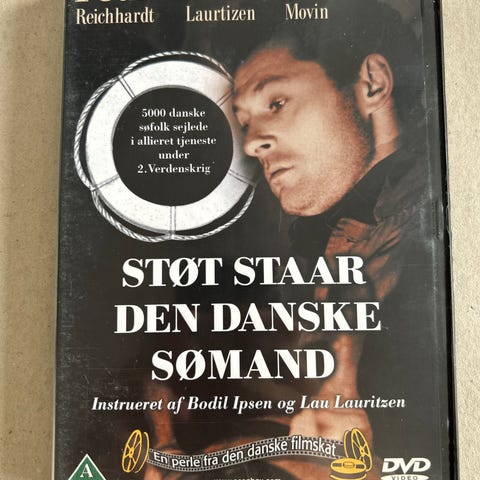 Reichhardt Laurtizen Movin
5000 danske
søfolk sejlede
i allieret tjeneste
under
2. Verdenskrig
STØT STAAR
DEN DANSKE
SØMAND
Instrueret af Bodil Ipsen og Lau Lauritzen
En perle fra den danske filmskat
A
DVD
VIDEO